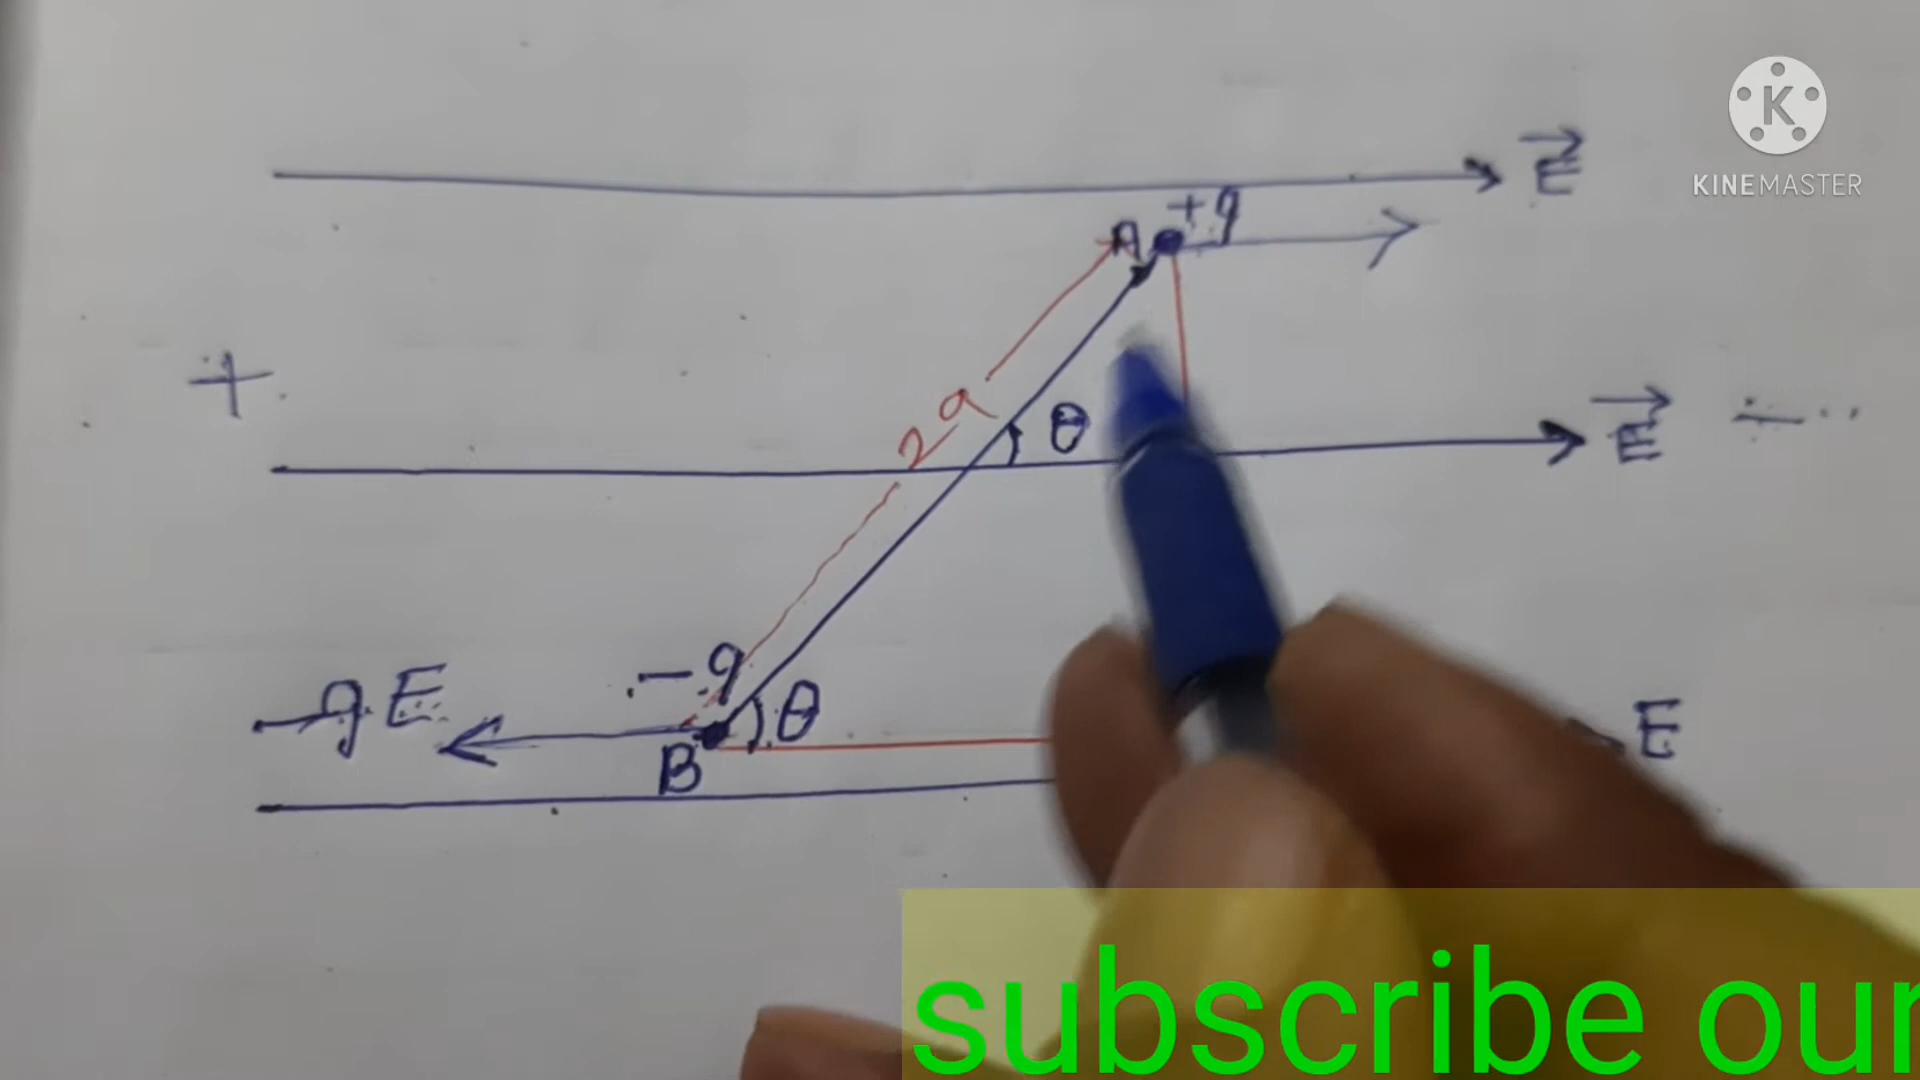 E
KINEMASTER
A +q
+
2a
θ
E
-
-q
-qE
θ
B
E
subscribe our